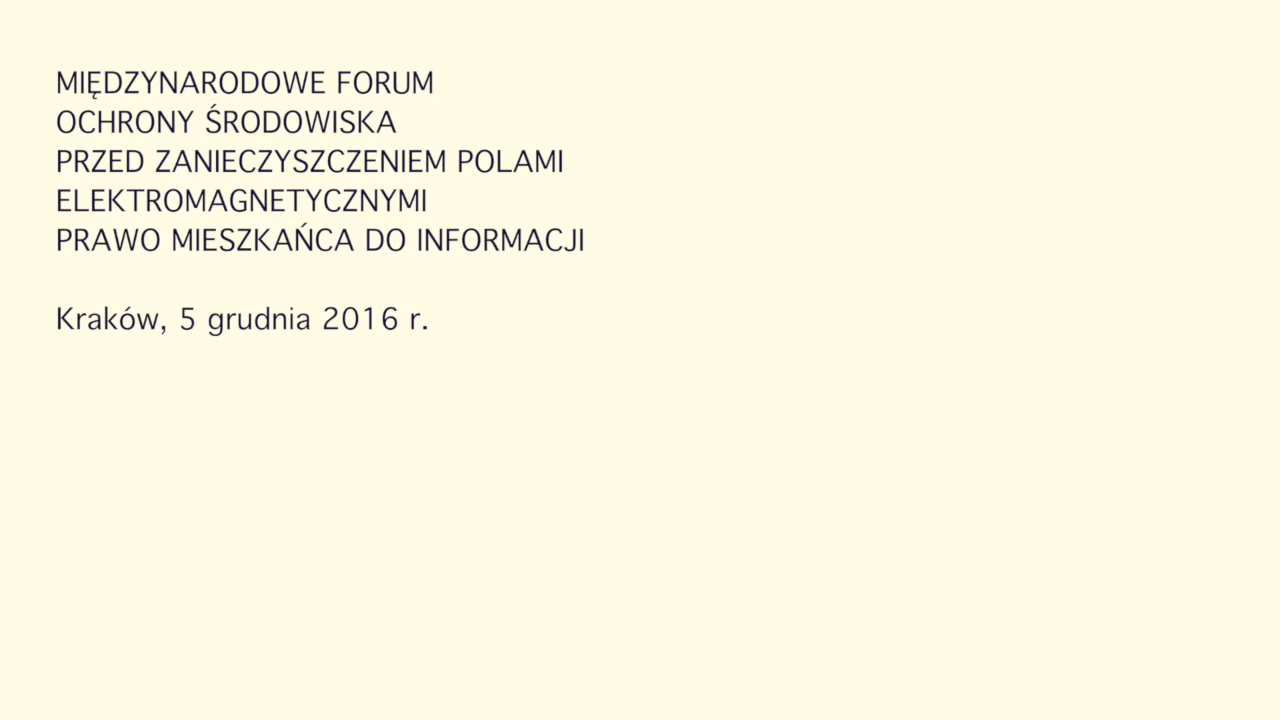 MIĘDZYNARODOWE FORUM
OCHRONY ŚRODOWISKA
PRZED ZANIECZYSZCZENIEM POLAMI
ELEKTROMAGNETYCZNYMI
PRAWO MIESZKAŃCA DO INFORMACJI
Kraków, 5 grudnia 2016 r.